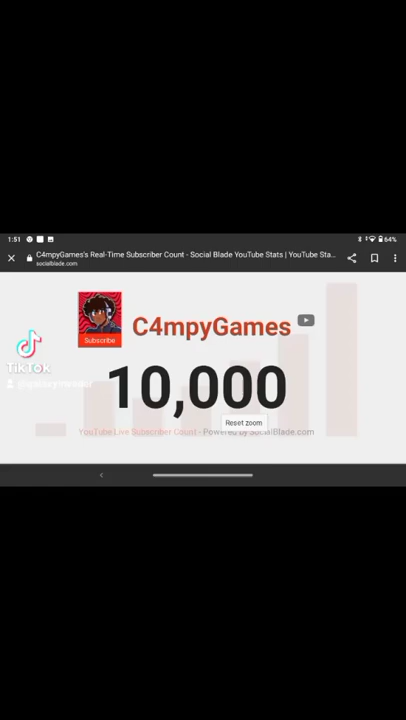 1:51
64%
C4mpyGames's Real-Time Subscriber Count - Social Blade YouTube Stats | YouTube Sta...
socialblade.com
C4mpyGames
Subscribe
TikTok
10,000
Reset zoom
YouTube Live Subscriber Count - Powered by SocialBlade.com